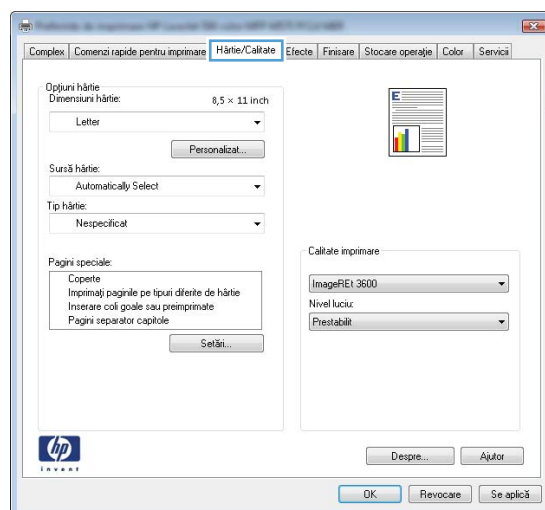 Complex Comenzi rapide pentru imprimare Hârtie/Calitate Efecte Finisare Stocare operaţie Color Servicii
Opţiuni hârtie
Dimensiuni hârtie: 8,5 × 11 inch
Letter
Personalizat...
Sursă hârtie:
Automatically Select
Tip hârtie:
Nespecificat
Pagini speciale:
Coperte
Imprimaţi paginile pe tipuri diferite de hârtie
Inserare coli goale sau preimprimate
Pagini separator capitole
Setări...
E
Calitate imprimare
ImageREt 3600
Nivel luciu:
Prestabilit
hp
invent
Despre... Ajutor
OK Revocare Se aplică